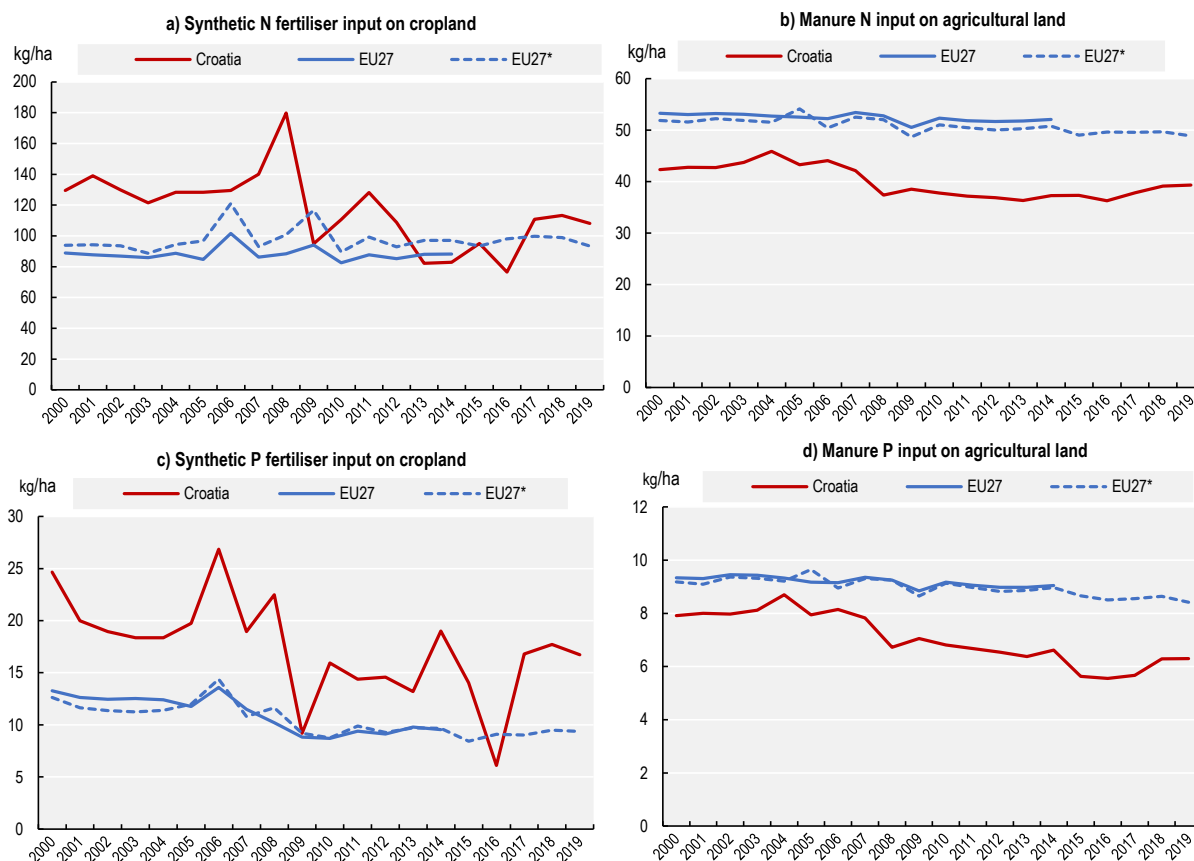 a) Synthetic N fertiliser input on cropland
kg/ha
Croatia EU27 EU27*
200
180
160
140
120
100
80
60
40
20
0
2000 2001 2002 2003 2004 2005 2006 2007 2008 2009 2010 2011 2012 2013 2014 2015 2016 2017 2018 2019
b) Manure N input on agricultural land
kg/ha
Croatia EU27 EU27*
60
50
40
30
20
10
0
2000 2001 2002 2003 2004 2005 2006 2007 2008 2009 2010 2011 2012 2013 2014 2015 2016 2017 2018 2019
c) Synthetic P fertiliser input on cropland
kg/ha
Croatia EU27 EU27*
30
25
20
15
10
5
0
2000 2001 2002 2003 2004 2005 2006 2007 2008 2009 2010 2011 2012 2013 2014 2015 2016 2017 2018 2019
d) Manure P input on agricultural land
kg/ha
Croatia EU27 EU27*
12
10
8
6
4
2
0
2000 2001 2002 2003 2004 2005 2006 2007 2008 2009 2010 2011 2012 2013 2014 2015 2016 2017 2018 2019